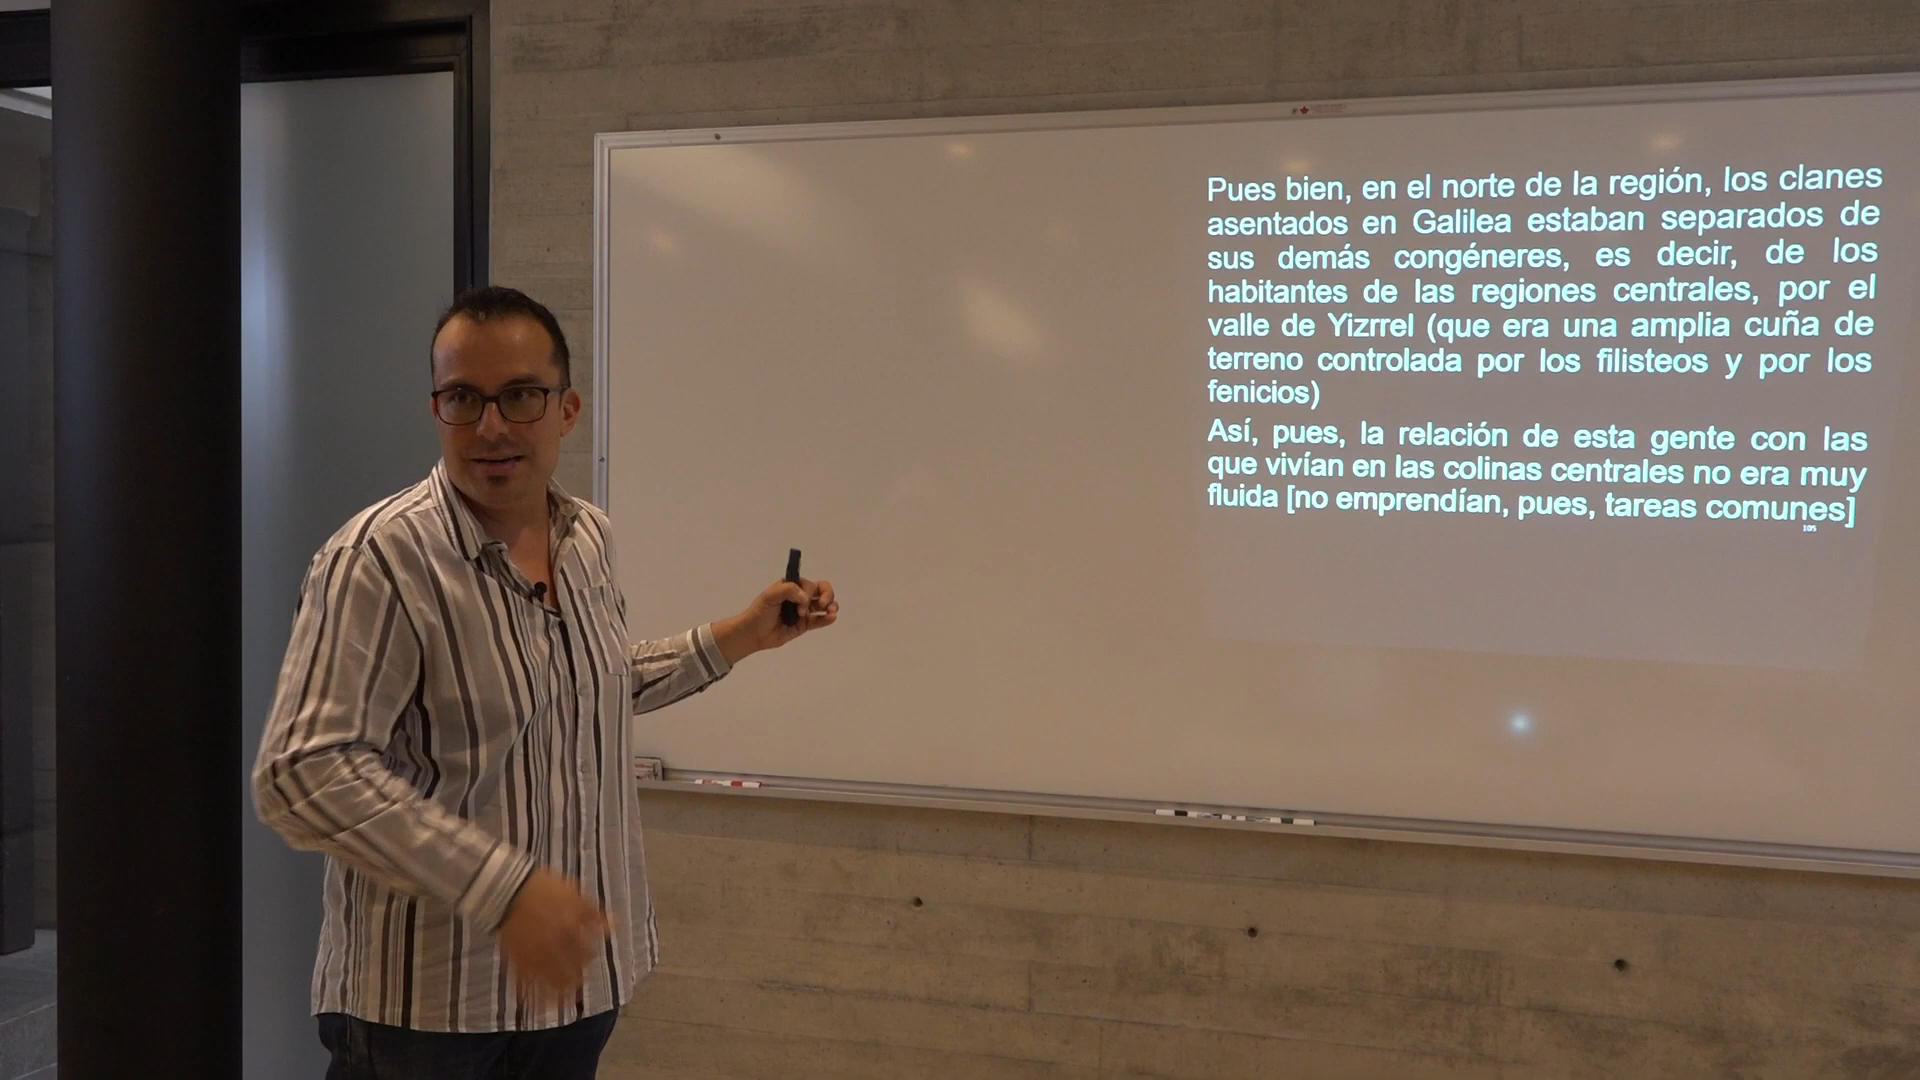 Pues bien, en el norte de la región, los clanes
asentados en Galilea estaban separados de
sus demás congéneres, es decir, de los
habitantes de las regiones centrales, por el
valle de Yizrrel (que era una amplia cuña de
terreno controlada por los filisteos y por los
fenicios)
Así, pues, la relación de esta gente con las
que vivían en las colinas centrales no era muy
fluida [no emprendían, pues, tareas comunes]
105